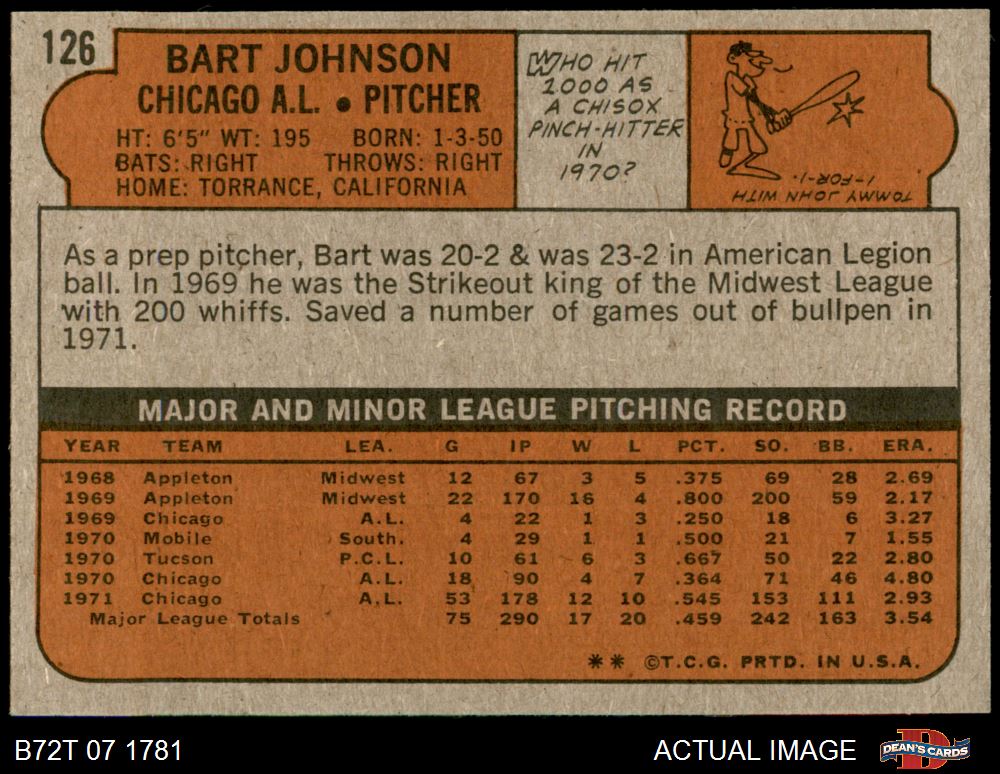 126
BART JOHNSON
CHICAGO A.L. • PITCHER
HT: 6'5" WT: 195 BORN: 1-3-50
BATS: RIGHT THROWS: RIGHT
HOME: TORRANCE, CALIFORNIA
WHO HIT
1.000 AS
A CHISOX
PINCH-HITTER
IN
1970?
TOMMY JOHN WITH
1-FOR-1.
As a prep pitcher, Bart was 20-2 & was 23-2 in American Legion
ball. In 1969 he was the Strikeout king of the Midwest League
with 200 whiffs. Saved a number of games out of bullpen in
1971.
MAJOR AND MINOR LEAGUE PITCHING RECORD
YEAR TEAM LEA. G IP W L PCT. SO. BB. ERA.
1968 Appleton Midwest 12 67 3 5 .375 69 28 2.69
1969 Appleton Midwest 22 170 16 4 .800 200 59 2.17
1969 Chicago A.L. 4 22 1 3 .250 18 6 3.27
1970 Mobile South. 4 29 1 1 .500 21 7 1.55
1970 Tucson P.C.L. 10 61 6 3 .667 50 22 2.80
1970 Chicago A.L. 18 90 4 7 .364 71 46 4.80
1971 Chicago A.L. 53 178 12 10 .545 153 111 2.93
Major League Totals 75 290 17 20 .459 242 163 3.54
** ©T.C.G. PRTD. IN U.S.A.
B72T 07 1781 ACTUAL IMAGE DEAN'S CARDS